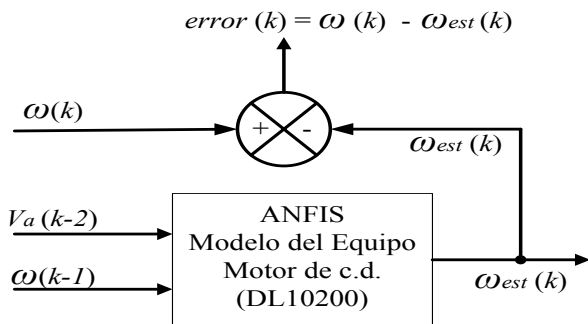 error (k) = ω (k) - ωest (k)
ω(k)
+ -
ωest (k)
Va (k-2)
ω(k-1)
ANFIS
Modelo del Equipo
Motor de c.d.
(DL10200)
ωest (k)